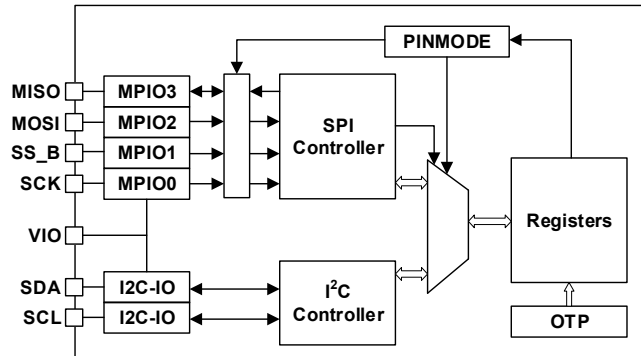 PINMODE
MISO
MPIO3
MOSI
MPIO2
SS_B
MPIO1
SCK
MPIO0
SPI
Controller
VIO
Registers
SDA
I2C-IO
SCL
I2C-IO
I²C
Controller
OTP